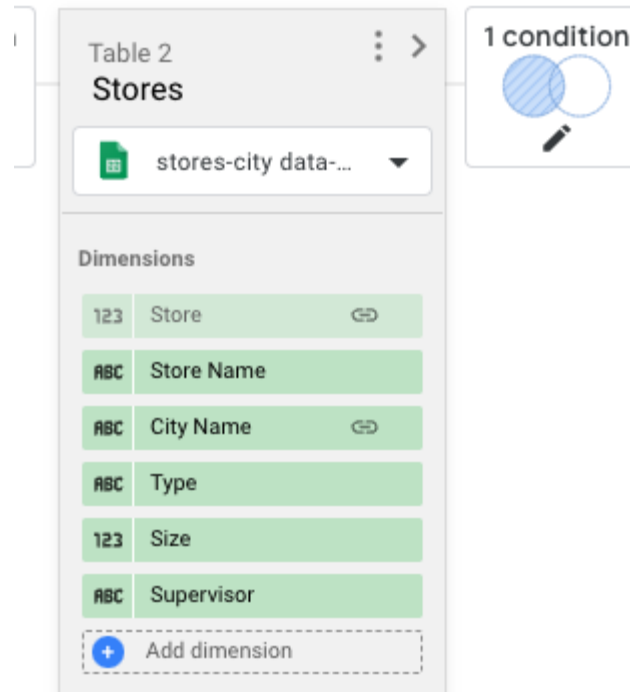 Table 2
Stores
stores-city data-...
Dimensions
123 Store
ABC Store Name
ABC City Name
ABC Type
123 Size
ABC Supervisor
Add dimension
1 condition